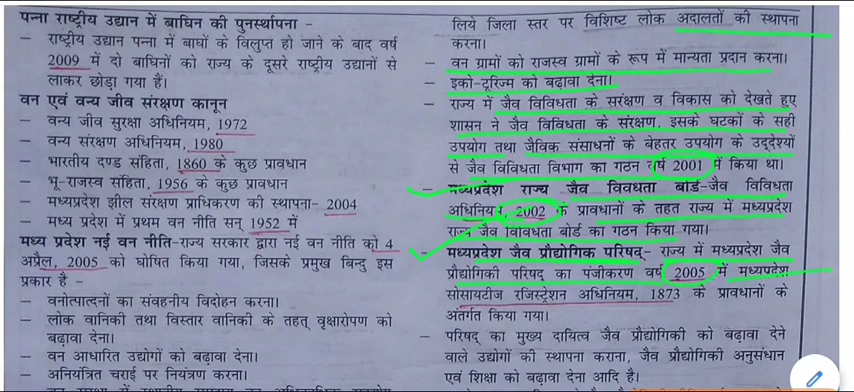 पन्ना राष्ट्रीय उद्यान में बाघिन की पुनर्स्थापना -
- राष्ट्रीय उद्यान पन्ना में बाघों के विलुप्त हो जाने के बाद वर्ष
2009 में दो बाघिनों को राज्य के दूसरे राष्ट्रीय उद्यानों से
लाकर छोड़ा गया हैं।
वन एवं वन्य जीव संरक्षण कानून
- वन्य जीव सुरक्षा अधिनियम, 1972
- वन्य संरक्षण अधिनियम, 1980
- भारतीय दण्ड संहिता, 1860 के कुछ प्रावधान
भू-राजस्व संहिता, 1956 के कुछ प्रावधान
- मध्यप्रदेश झील संरक्षण प्राधिकरण की स्थापना- 2004
- मध्य प्रदेश में प्रथम वन नीति सन् 1952 में
मध्य प्रदेश नई वन नीति-राज्य सरकार द्वारा नई वन नीति को 4
अप्रैल, 2005 को घोषित किया गया, जिसके प्रमुख बिन्दु इस
प्रकार है -
- वनोत्पादनों का संवहनीय विदोहन करना।
- लोक वानिकी तथा विस्तार वानिकी के तहत् वृक्षारोपण को
बढ़ावा देना।
- वन आधारित उद्योगों को बढ़ावा देना।
- अनियंत्रित चराई पर नियंत्रण करना।
लिये जिला स्तर पर विशिष्ट लोक अदालतों की स्थापना
करना।
- वन ग्रामों को राजस्व ग्रामों के रूप में मान्यता प्रदान करना।
- इको-टूरिज्म को बढ़ावा देना।
- राज्य में जैव विविधता के सरंक्षण व विकास को देखते हुए
शासन ने जैव विविधता के संरक्षण, इसके घटकों के सही
उपयोग तथा जैविक संसाधनों के बेहतर उपयोग के उद्देश्यों
से जैव विविधता विभाग का गठन वर्ष 2001 में किया था।
- मध्यप्रदेश राज्य जैव विवधता बोर्ड-जैव विविधता
अधिनियम, 2002 के प्रावधानों के तहत राज्य में मध्यप्रदेश
राज्य जैव विविधता बोर्ड का गठन किया गया।
- मध्यप्रदेश जैव प्रौद्योगिक परिषद्- राज्य में मध्यप्रदेश जैव
प्रौद्योगिकी परिषद का पंजीकरण वर्ष 2005 में मध्यप्रदेश
सोसायटीज रजिस्ट्रेशन अधिनियम, 1873 के प्रावधानों के
अंतर्गत किया गया।
- परिषद् का मुख्य दायित्व जैव प्रौद्योगिकी को बढ़ावा देने
वाले उद्योगों की स्थापना कराना, जैव प्रौद्योगिकी अनुसंधान
एवं शिक्षा को बढ़ावा देना आदि है।